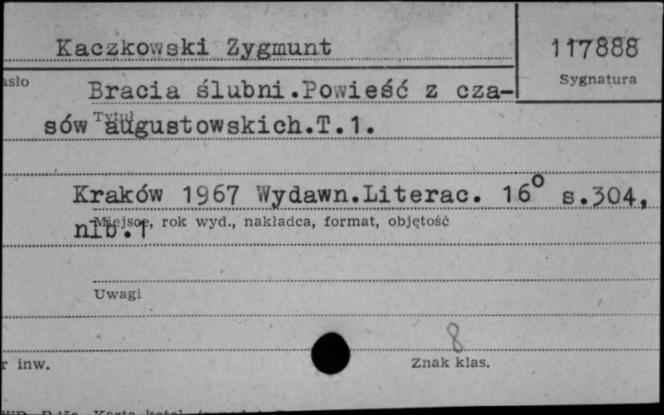 Kaczkowski Zygmunt
117888
Sygnatura
Bracia ślubni.Powieść z cza-
Tytuł
sów augustowskich.T.1.
Kraków 1967 Wydawn.Literac. 16° s.304,
Miejsce, rok wyd., nakładca, format, objętość
nlb.1
Uwagi
8
r inw.
Znak klas.